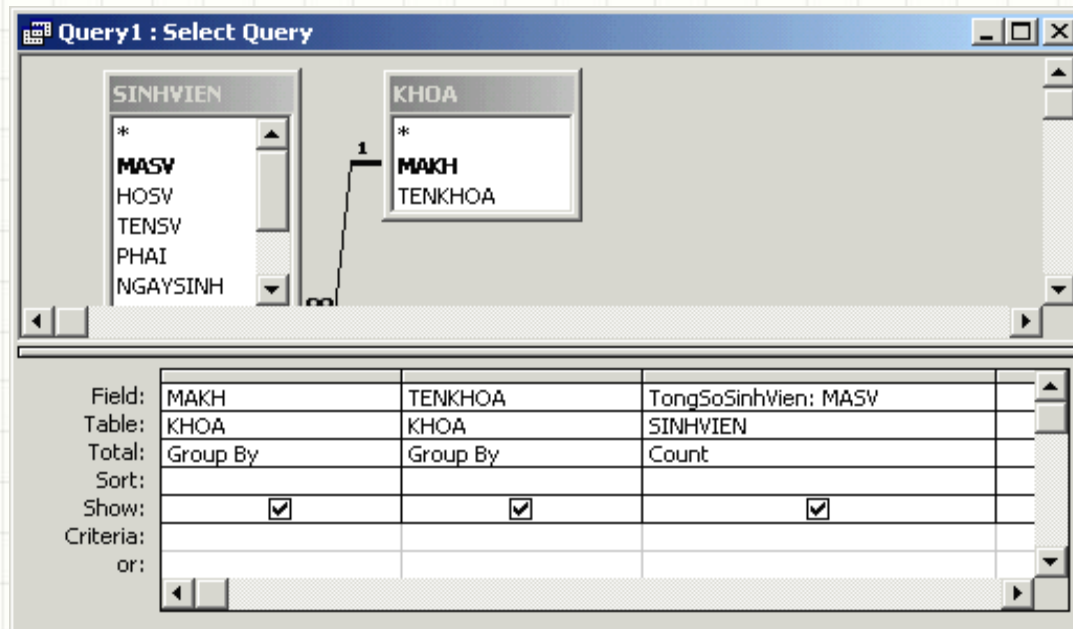 Query1 : Select Query
SINHVIEN
*
MASV
HOSV
TENSV
PHAI
NGAYSINH
1
∞
KHOA
*
MAKH
TENKHOA
Field: MAKH TENKHOA TongSoSinhVien: MASV
Table: KHOA KHOA SINHVIEN
Total: Group By Group By Count
Sort:
Show:
Criteria:
or: